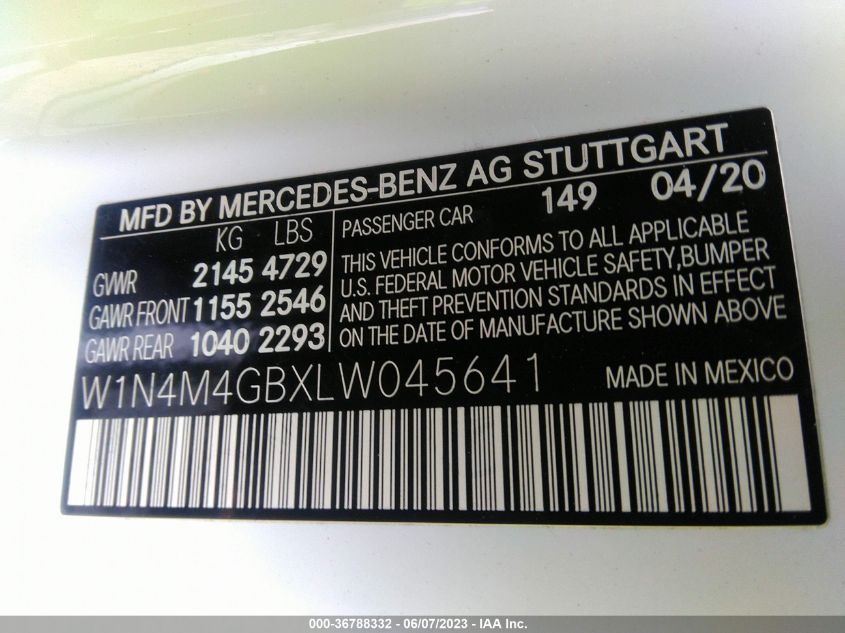 MFD BY MERCEDES-BENZ AG STUTTGART
KG LBS
GVWR 2145 4729
GAWR FRONT 1155 2546
GAWR REAR 1040 2293
PASSENGER CAR 149 04/20
THIS VEHICLE CONFORMS TO ALL APPLICABLE
U.S. FEDERAL MOTOR VEHICLE SAFETY, BUMPER
AND THEFT PREVENTION STANDARDS IN EFFECT
ON THE DATE OF MANUFACTURE SHOWN ABOVE
W1N4M4GBXLW045641 MADE IN MEXICO
000-36788332 - 06/07/2023 - IAA Inc.